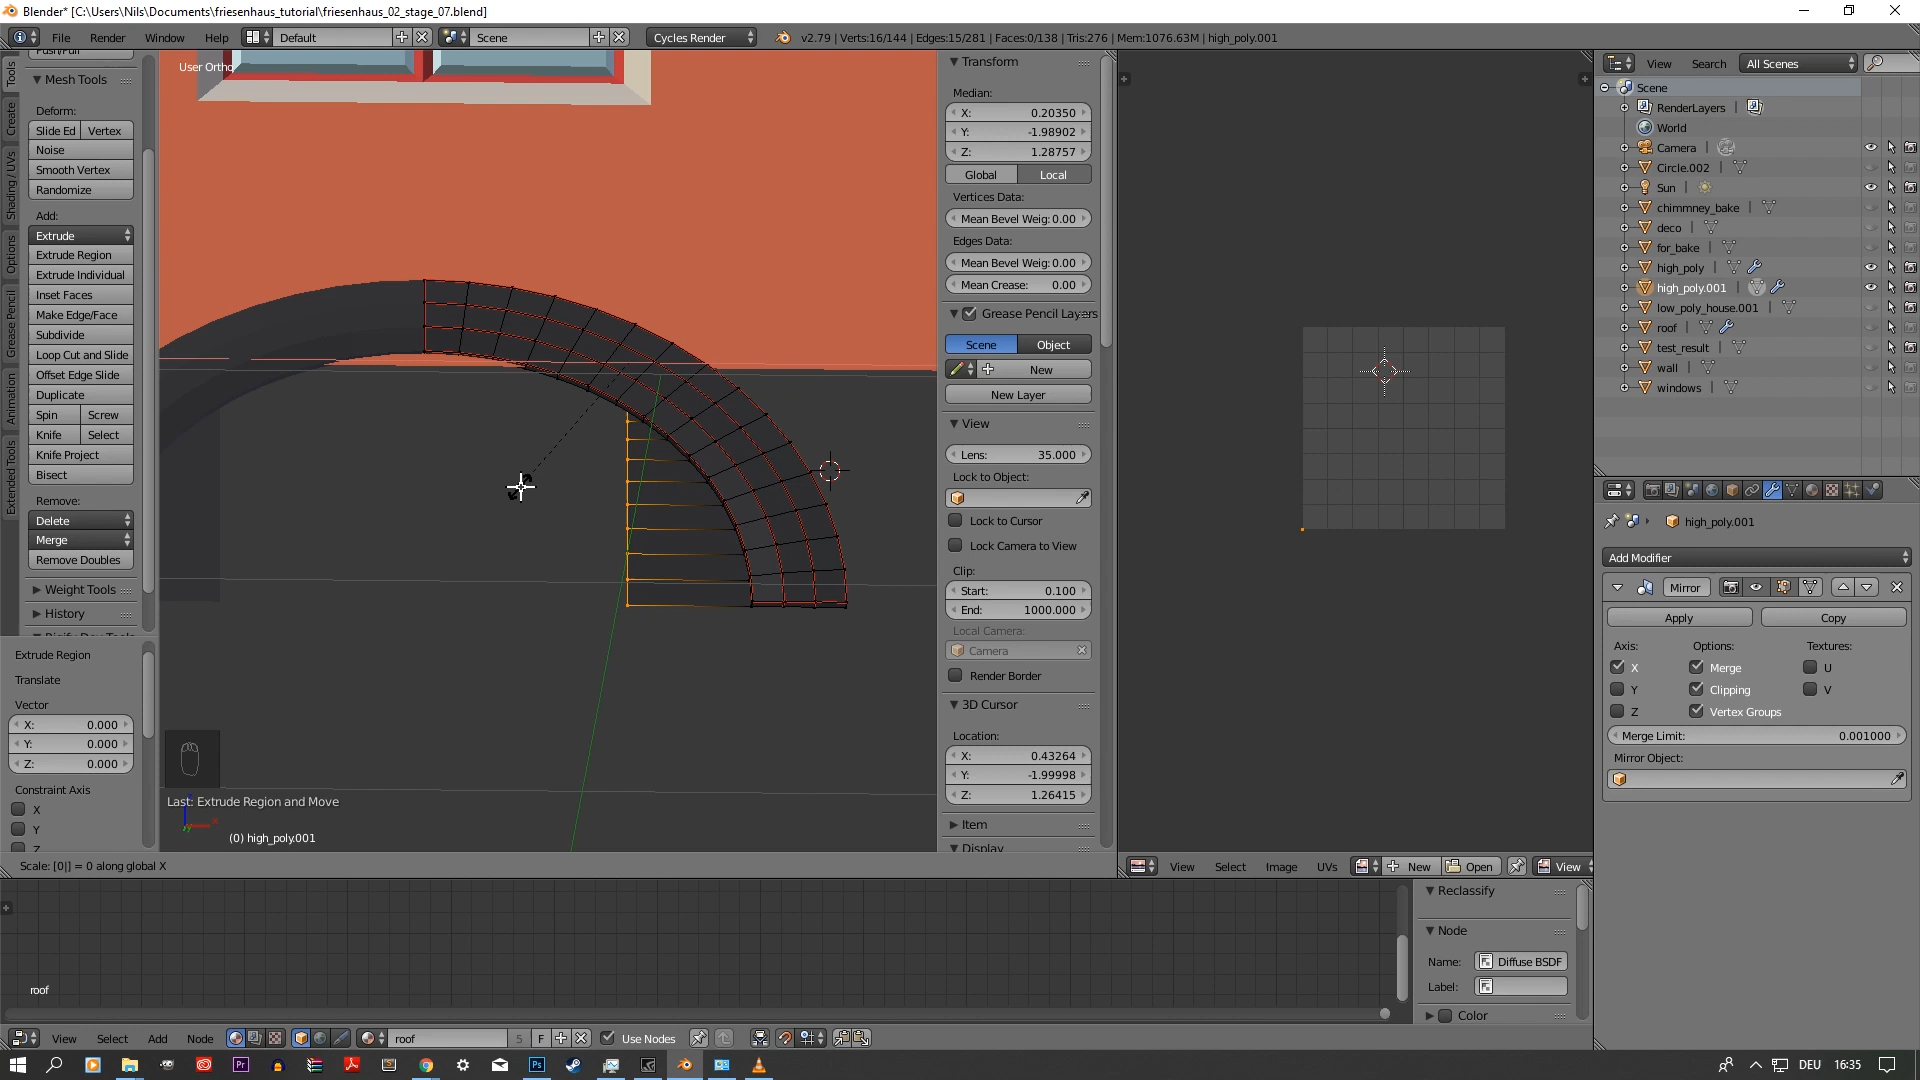 Blender* [C:\Users\Nils\Documents\friesenhaus_tutorial\friesenhaus_02_stage_07.blend]
File Render Window Help Default Scene Cycles Render v2.79 | Verts:16/144 | Edges:15/281 | Faces:0/138 | Tris:276 | Mem:1076.63M | high_poly.001
Tools
Create
Shading / UVs
Options
Grease Pencil
Animation
Extended Tools
Mesh Tools
Deform:
Slide Ed Vertex
Noise
Smooth Vertex
Randomize
Add:
Extrude
Extrude Region
Extrude Individual
Inset Faces
Make Edge/Face
Subdivide
Loop Cut and Slide
Offset Edge Slide
Duplicate
Spin Screw
Knife Select
Knife Project
Bisect
Remove:
Delete
Merge
Remove Doubles
Weight Tools
History
Extrude Region
Translate
Vector
X: 0.000
Y: 0.000
Z: 0.000
Constraint Axis
X
Y
Z
User Ortho
Last: Extrude Region and Move
(0) high_poly.001
Scale: [0|] = 0 along global X
Transform
Median:
X: 0.20350
Y: -1.98902
Z: 1.28757
Global Local
Vertices Data:
Mean Bevel Weig: 0.00
Edges Data:
Mean Bevel Weig: 0.00
Mean Crease: 0.00
Grease Pencil Layers
Scene Object
New
New Layer
View
Lens: 35.000
Lock to Object:
Lock to Cursor
Lock Camera to View
Clip:
Start: 0.100
End: 1000.000
Local Camera:
Camera
Render Border
3D Cursor
Location:
X: 0.43264
Y: -1.99998
Z: 1.26415
Item
Display
View Select Image UVs New Open View
View Search All Scenes
Scene
RenderLayers
World
Camera
Circle.002
Sun
chimmney_bake
deco
for_bake
high_poly
high_poly.001
low_poly_house.001
roof
test_result
wall
windows
high_poly.001
Add Modifier
Mirror
Apply Copy
Axis: Options: Textures:
X Merge U
Y Clipping V
Z Vertex Groups
Merge Limit: 0.001000
Mirror Object:
roof
Reclassify
Node
Name: Diffuse BSDF
Label:
Color
View Select Add Node roof 5 F Use Nodes
DEU 16:35